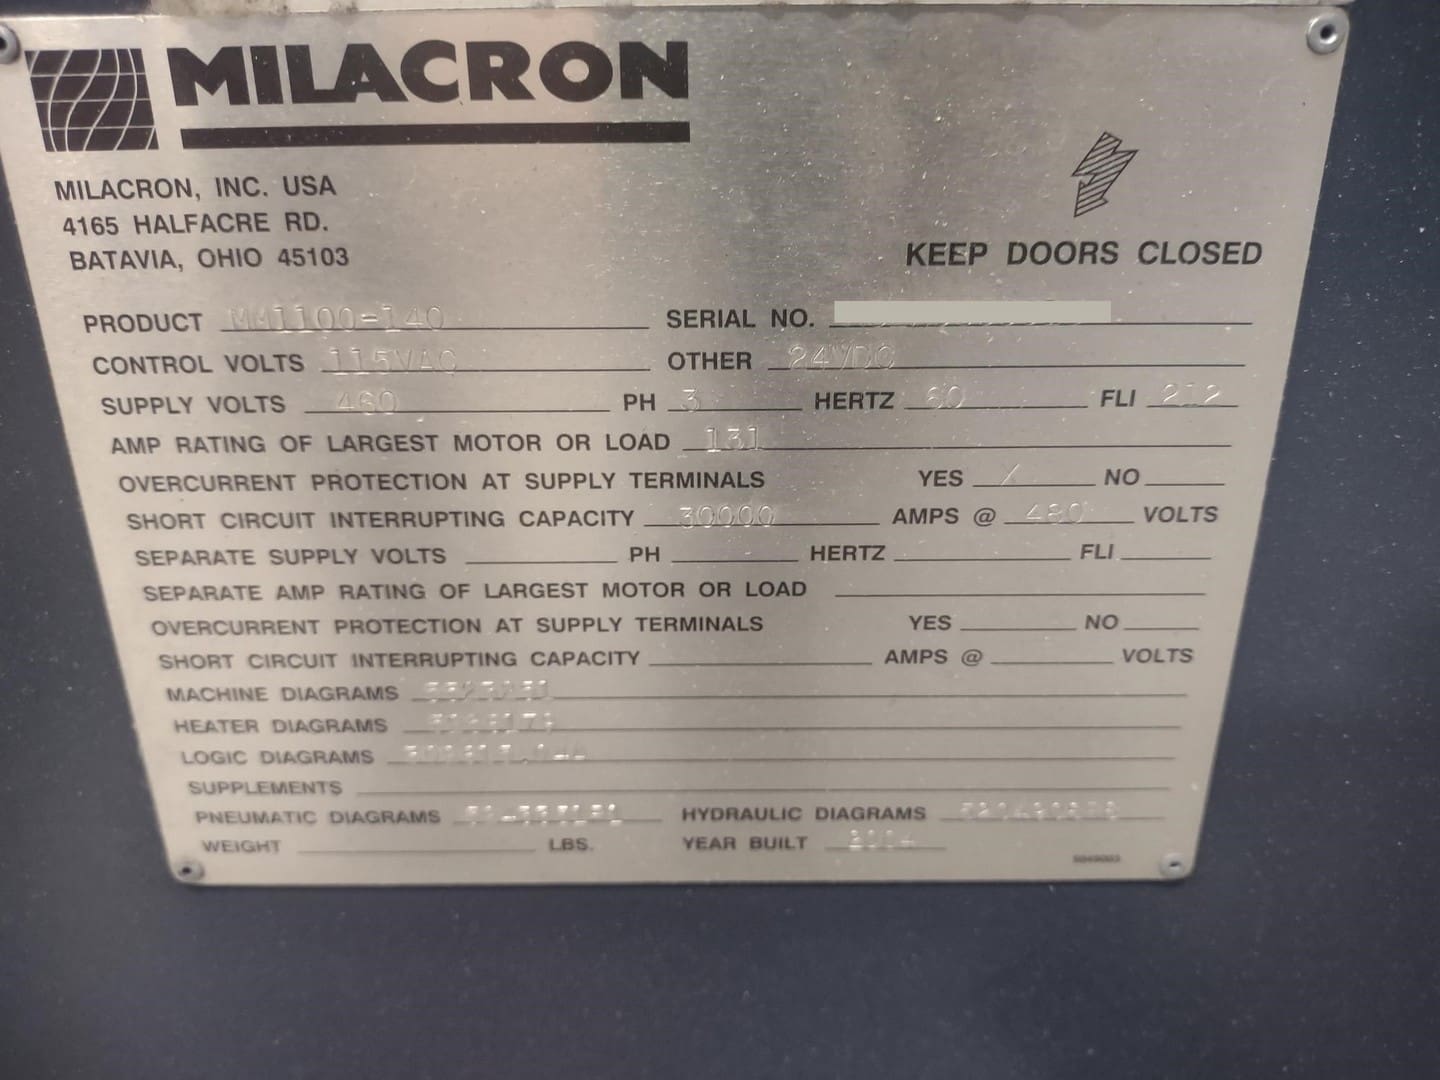 MILACRON
MILACRON, INC. USA
4165 HALFACRE RD.
BATAVIA, OHIO 45103
KEEP DOORS CLOSED
PRODUCT MM1100-140 SERIAL NO.
CONTROL VOLTS 115VAC OTHER 24VDC
SUPPLY VOLTS 460 PH 3 HERTZ 60 FLI 212
AMP RATING OF LARGEST MOTOR OR LOAD 131
OVERCURRENT PROTECTION AT SUPPLY TERMINALS YES X NO
SHORT CIRCUIT INTERRUPTING CAPACITY 30000 AMPS @ 480 VOLTS
SEPARATE SUPPLY VOLTS PH HERTZ FLI
SEPARATE AMP RATING OF LARGEST MOTOR OR LOAD
OVERCURRENT PROTECTION AT SUPPLY TERMINALS YES NO
SHORT CIRCUIT INTERRUPTING CAPACITY AMPS @ VOLTS
MACHINE DIAGRAMS
HEATER DIAGRAMS
LOGIC DIAGRAMS
SUPPLEMENTS
PNEUMATIC DIAGRAMS HYDRAULIC DIAGRAMS
WEIGHT LBS. YEAR BUILT 2004